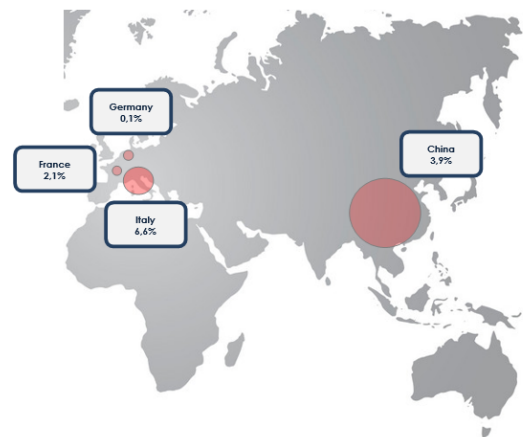 Germany
0,1%
France
2,1%
China
3,9%
Italy
6,6%